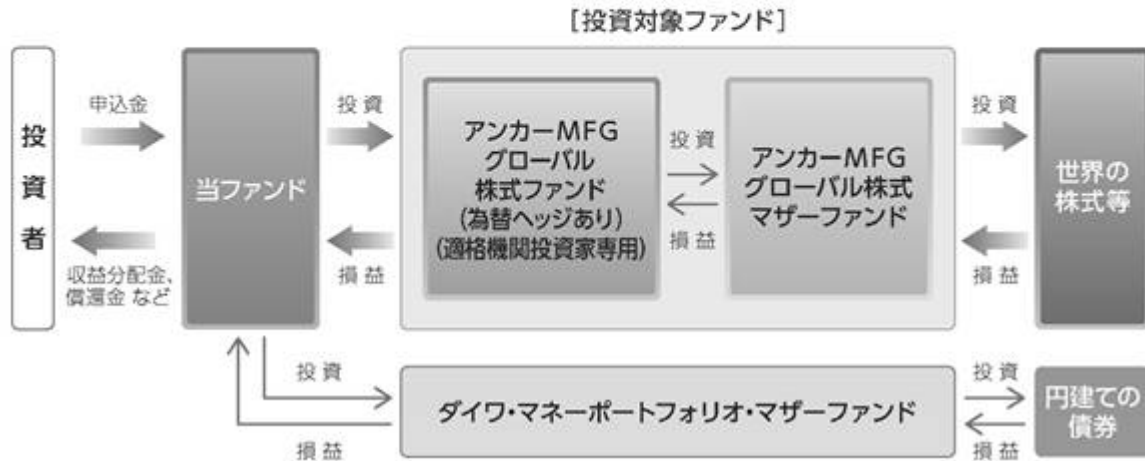 [投資対象ファンド]
投資者
申込金
収益分配金、
償還金 など
当ファンド
投資
損益
アンカーMFG
グローバル
株式ファンド
(為替ヘッジあり)
(適格機関投資家専用)
投資
損益
アンカーMFG
グローバル株式
マザーファンド
投資
損益
世界の
株式等
投資
損益
ダイワ・マネーポートフォリオ・マザーファンド
投資
損益
円建ての
債券